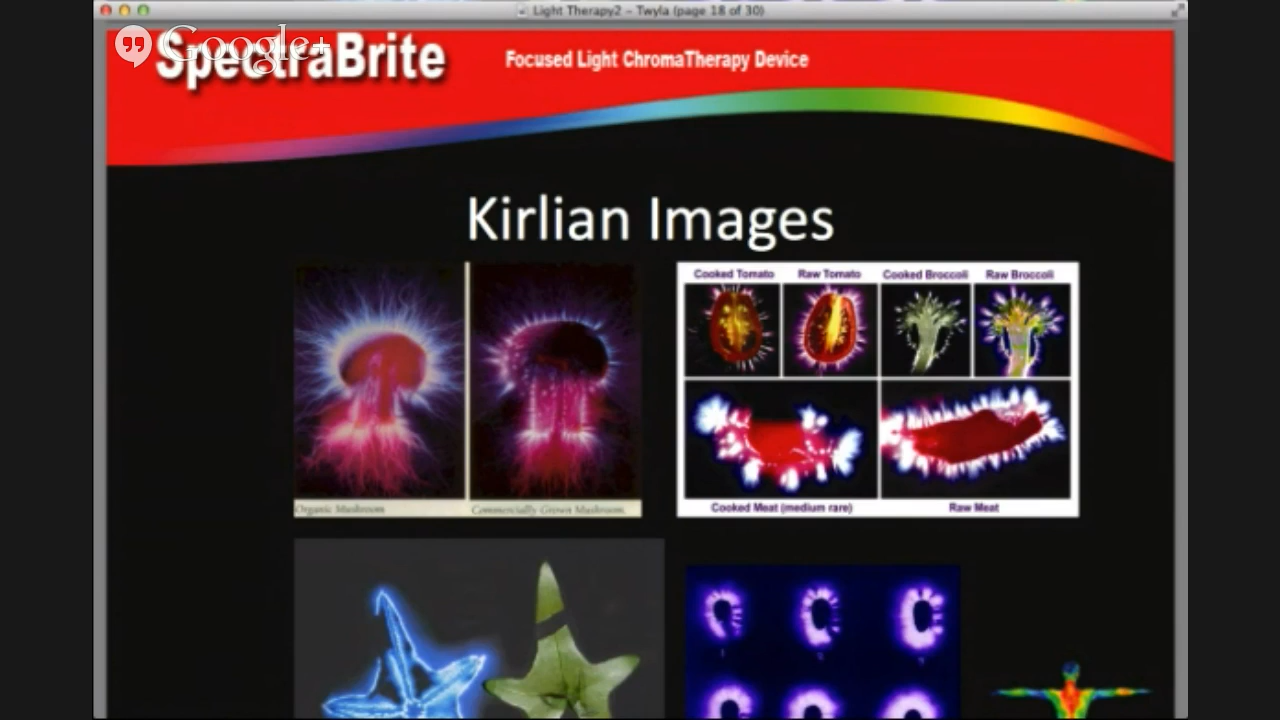 Light Therapy2 – Twyla (page 18 of 30)
Google+
SpectraBrite
Focused Light ChromaTherapy Device
Kirlian Images
Cooked Tomato Raw Tomato Cooked Broccoli Raw Broccoli
Organic Mushroom Commercially Grown Mushroom.
Cooked Meat (medium rare) Raw Meat